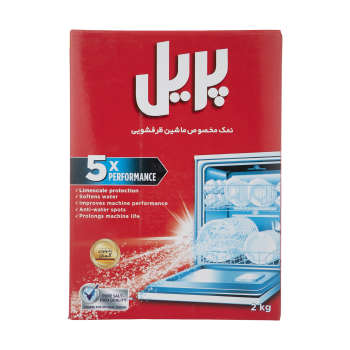 پریل
نمک مخصوص ماشین ظرفشویی
5x
PERFORMANCE
Limescale protection
Softens water
Improves machine performance
Anti-water spots
Prolongs machine life
2 kg